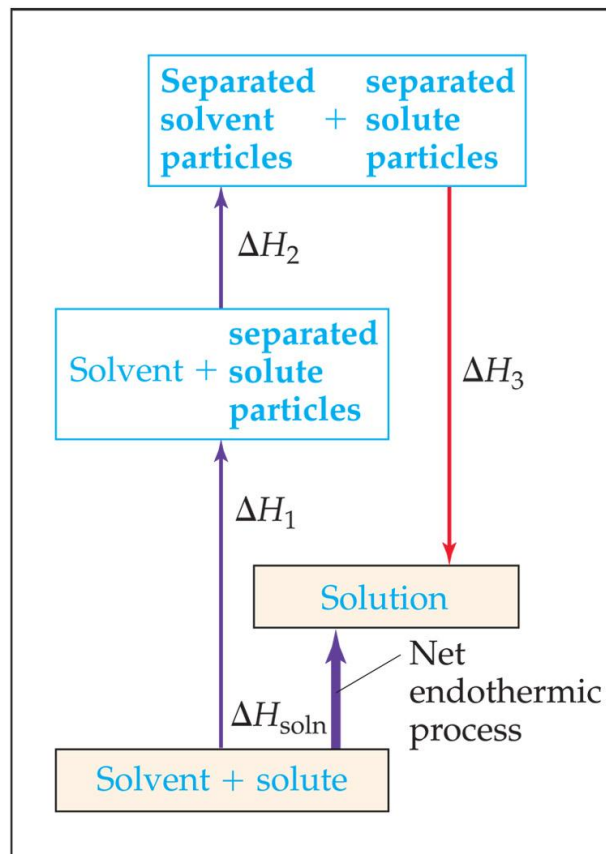 Separated separated
solvent + solute
particles particles
ΔH2
separated
Solvent + solute
particles
ΔH3
ΔH1
Solution
Net
endothermic
process
ΔHsoln
Solvent + solute